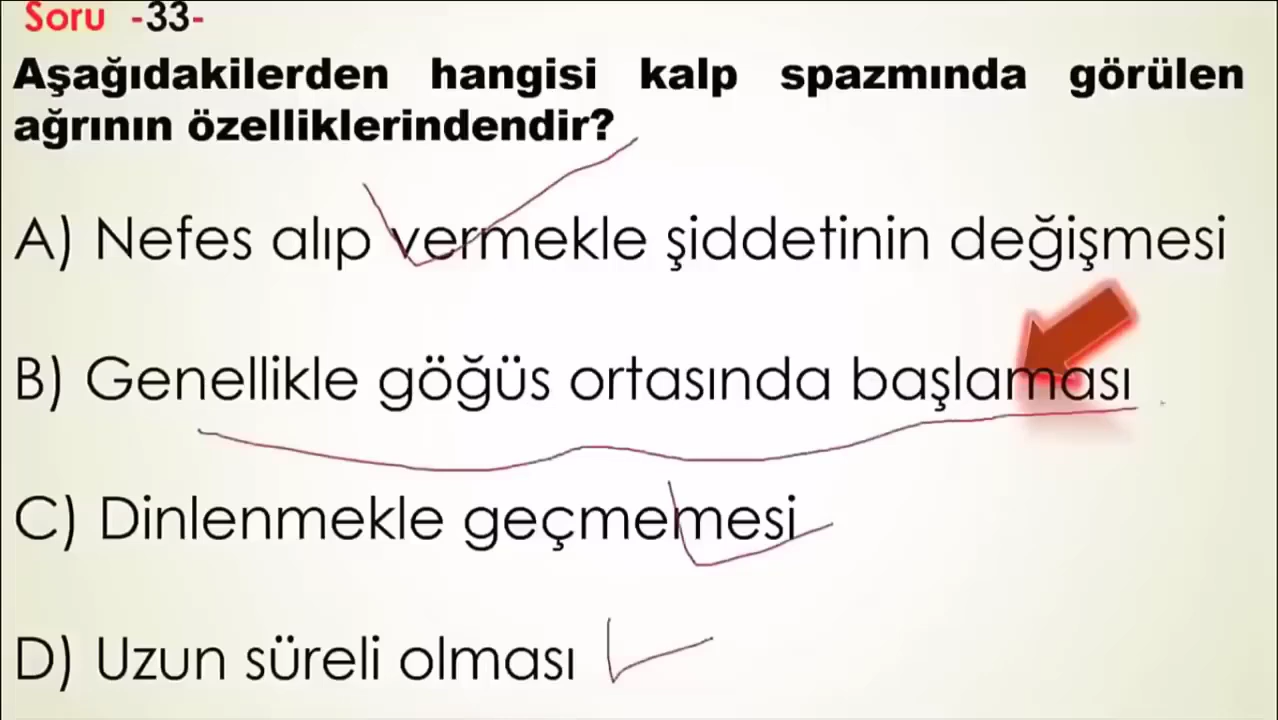 Soru -33-
Aşağıdakilerden hangisi kalp spazmında görülen
ağrının özelliklerindendir?
A) Nefes alıp vermekle şiddetinin değişmesi
B) Genellikle göğüs ortasında başlaması
C) Dinlenmekle geçmemesi
D) Uzun süreli olması